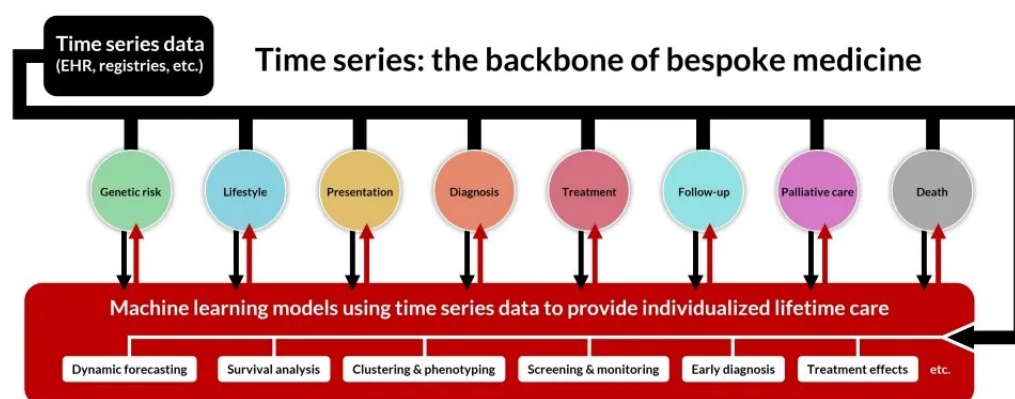 Time series data
(EHR, registries, etc.)
Time series: the backbone of bespoke medicine
Genetic risk
Lifestyle
Presentation
Diagnosis
Treatment
Follow-up
Palliative care
Death
Machine learning models using time series data to provide individualized lifetime care
Dynamic forecasting
Survival analysis
Clustering & phenotyping
Screening & monitoring
Early diagnosis
Treatment effects
etc.